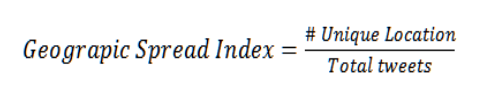 Geograpic Spread Index = # Unique Location / Total tweets